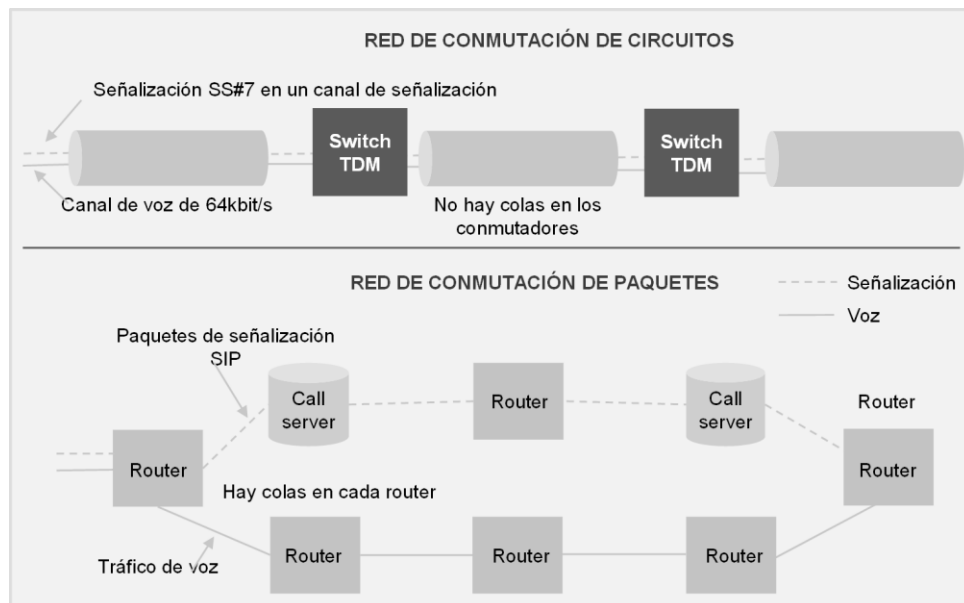 RED DE CONMUTACIÓN DE CIRCUITOS
Señalización SS#7 en un canal de señalización
Switch
TDM
Switch
TDM
Canal de voz de 64kbit/s
No hay colas en los
conmutadores
RED DE CONMUTACIÓN DE PAQUETES
Señalización
Voz
Paquetes de señalización
SIP
Call
server
Router
Call
server
Router
Router
Router
Hay colas en cada router
Tráfico de voz
Router
Router
Router